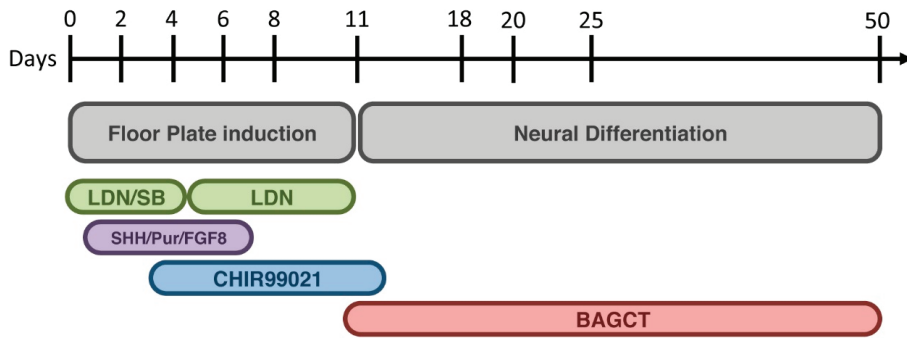 0 2 4 6 8 11 18 20 25 50
Days
Floor Plate induction Neural Differentiation
LDN/SB LDN
SHH/Pur/FGF8
CHIR99021
BAGCT